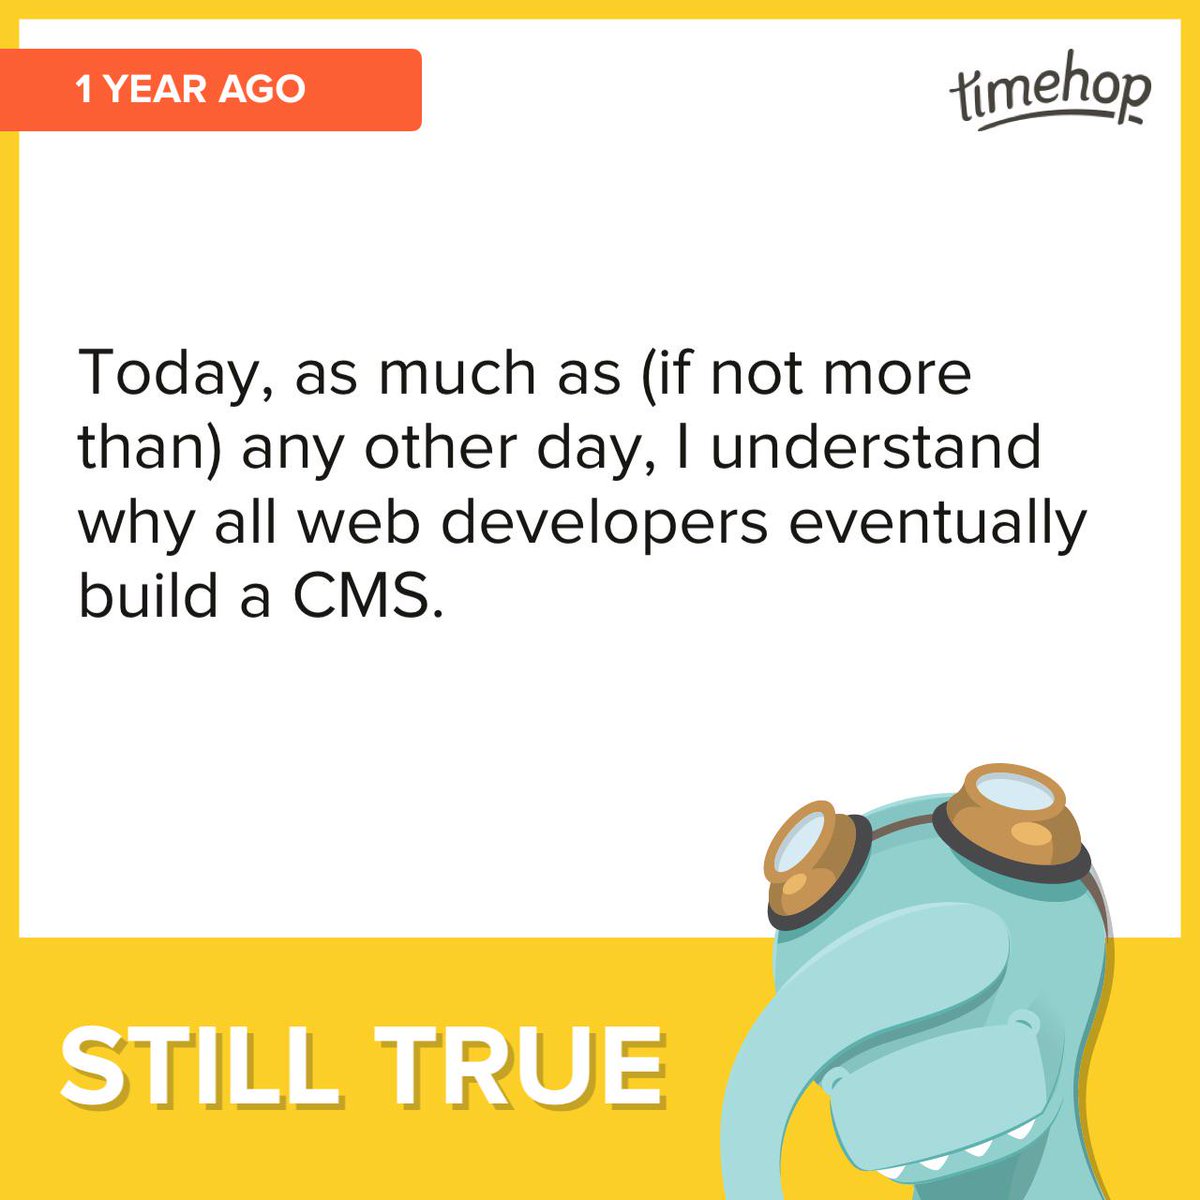 1 YEAR AGO
timehop
Today, as much as (if not more
than) any other day, I understand
why all web developers eventually
build a CMS.
STILL TRUE